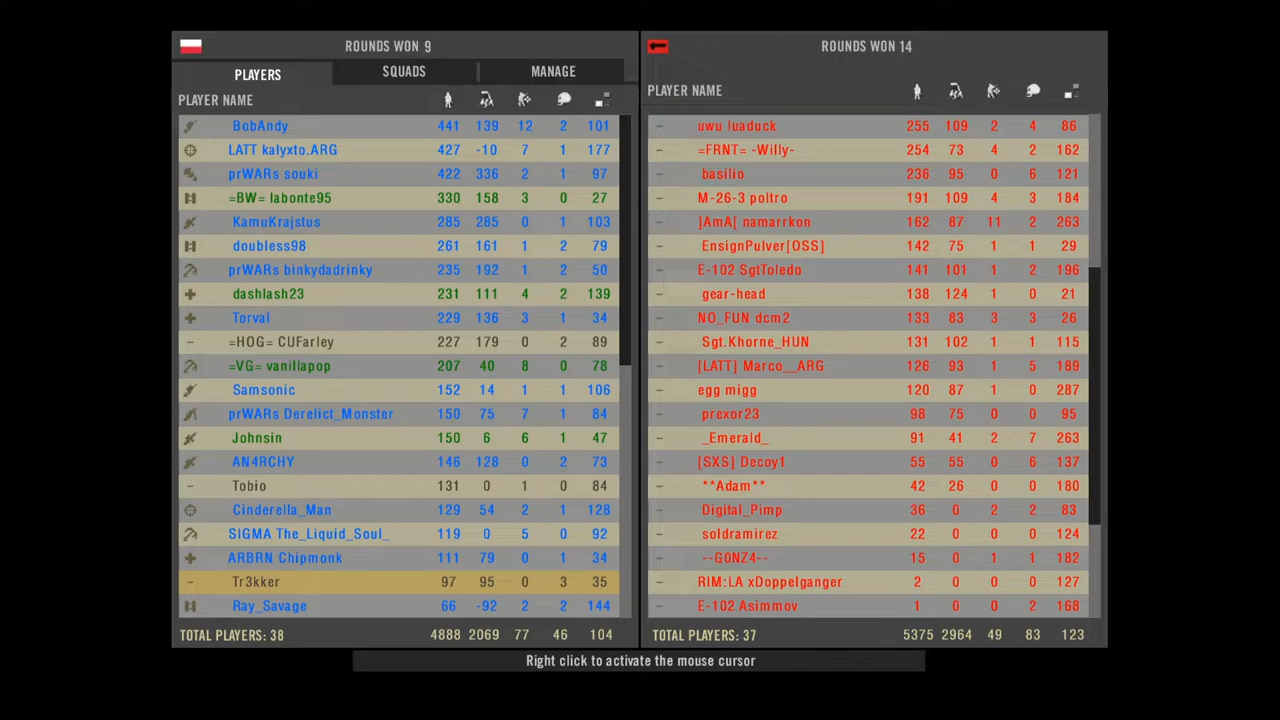 ROUNDS WON 9
PLAYERS SQUADS MANAGE
PLAYER NAME
BobAndy 441 139 12 2 101
LATT kalyxto.ARG 427 -10 7 1 177
prWARs souki 422 336 2 1 97
=BW= labonte95 330 158 3 0 27
KamuKrajstus 285 285 0 1 103
doubless98 261 161 1 2 79
prWARs binkydadrinky 235 192 1 2 50
dashlash23 231 111 4 2 139
Torval 229 136 3 1 34
- =HOG= CUFarley 227 179 0 2 89
=VG= vanillapop 207 40 8 0 78
Samsonic 152 14 1 1 106
prWARs Derelict_Monster 150 75 7 1 84
Johnsin 150 6 6 1 47
AN4RCHY 146 128 0 2 73
- Tobio 131 0 1 0 84
Cinderella_Man 129 54 2 1 128
SIGMA The_Liquid_Soul_ 119 0 5 0 92
ARBRN Chipmonk 111 79 0 1 34
- Tr3kker 97 95 0 3 35
Ray_Savage 66 -92 2 2 144
TOTAL PLAYERS: 38 4888 2069 77 46 104
ROUNDS WON 14
PLAYER NAME
- uwu luaduck 255 109 2 4 86
- =FRNT= -Willy- 254 73 4 2 162
- basilio 236 95 0 6 121
- M-26-3 poltro 191 109 4 3 184
- ]AmA[ namarrkon 162 87 11 2 263
- EnsignPulver[OSS] 142 75 1 1 29
- E-102 SgtToledo 141 101 1 2 196
- gear-head 138 124 1 0 21
- NO_FUN dcm2 133 83 3 3 26
- Sgt.Khorne_HUN 131 102 1 1 115
- [LATT] Marco__ARG 126 93 1 5 189
- egg migg 120 87 1 0 287
- prexor23 98 75 0 0 95
- _Emerald_ 91 41 2 7 263
- [SXS] Decoy1 55 55 0 6 137
- **Adam** 42 26 0 0 180
- Digital_Pimp 36 0 2 2 83
- soldramirez 22 0 0 0 124
- --G0NZ4-- 15 0 1 1 182
- RIM:LA xDoppelganger 2 0 0 0 127
- E-102 Asimmov 1 0 0 2 168
TOTAL PLAYERS: 37 5375 2964 49 83 123
Right click to activate the mouse cursor